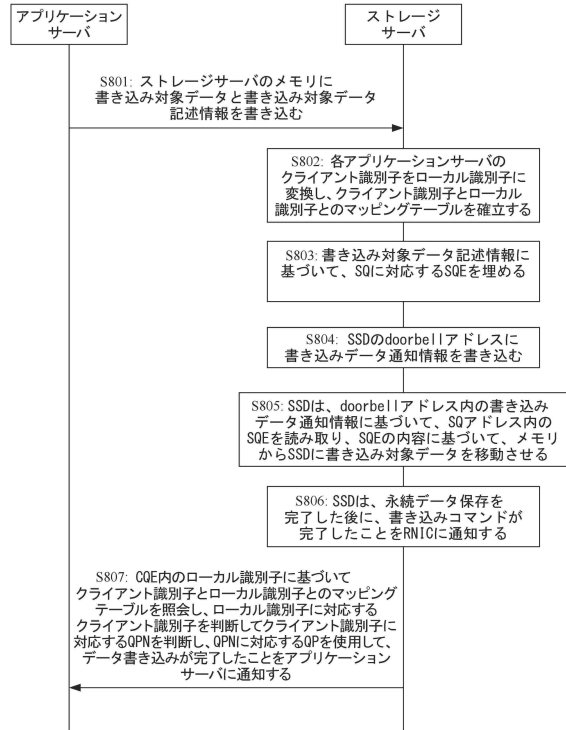 アプリケーション
サーバ
ストレージ
サーバ
S801: ストレージサーバのメモリに
書き込み対象データと書き込み対象データ
記述情報を書き込む
S802: 各アプリケーションサーバの
クライアント識別子をローカル識別子に
変換し、クライアント識別子とローカル
識別子とのマッピングテーブルを確立する
S803: 書き込み対象データ記述情報に
基づいて、SQに対応するSQEを埋める
S804: SSDのdoorbellアドレスに
書き込みデータ通知情報を書き込む
S805: SSDは、doorbellアドレス内の書き込み
データ通知情報に基づいて、SQアドレス内の
SQEを読み取り、SQEの内容に基づいて、メモリ
からSSDに書き込み対象データを移動させる
S806: SSDは、永続データ保存を
完了した後に、書き込みコマンドが
完了したことをRNICに通知する
S807: CQE内のローカル識別子に基づいて
クライアント識別子とローカル識別子とのマッピング
テーブルを照会し、ローカル識別子に対応する
クライアント識別子を判断してクライアント識別子に
対応するQPNを判断し、QPNに対応するQPを使用して、
データ書き込みが完了したことをアプリケーション
サーバに通知する